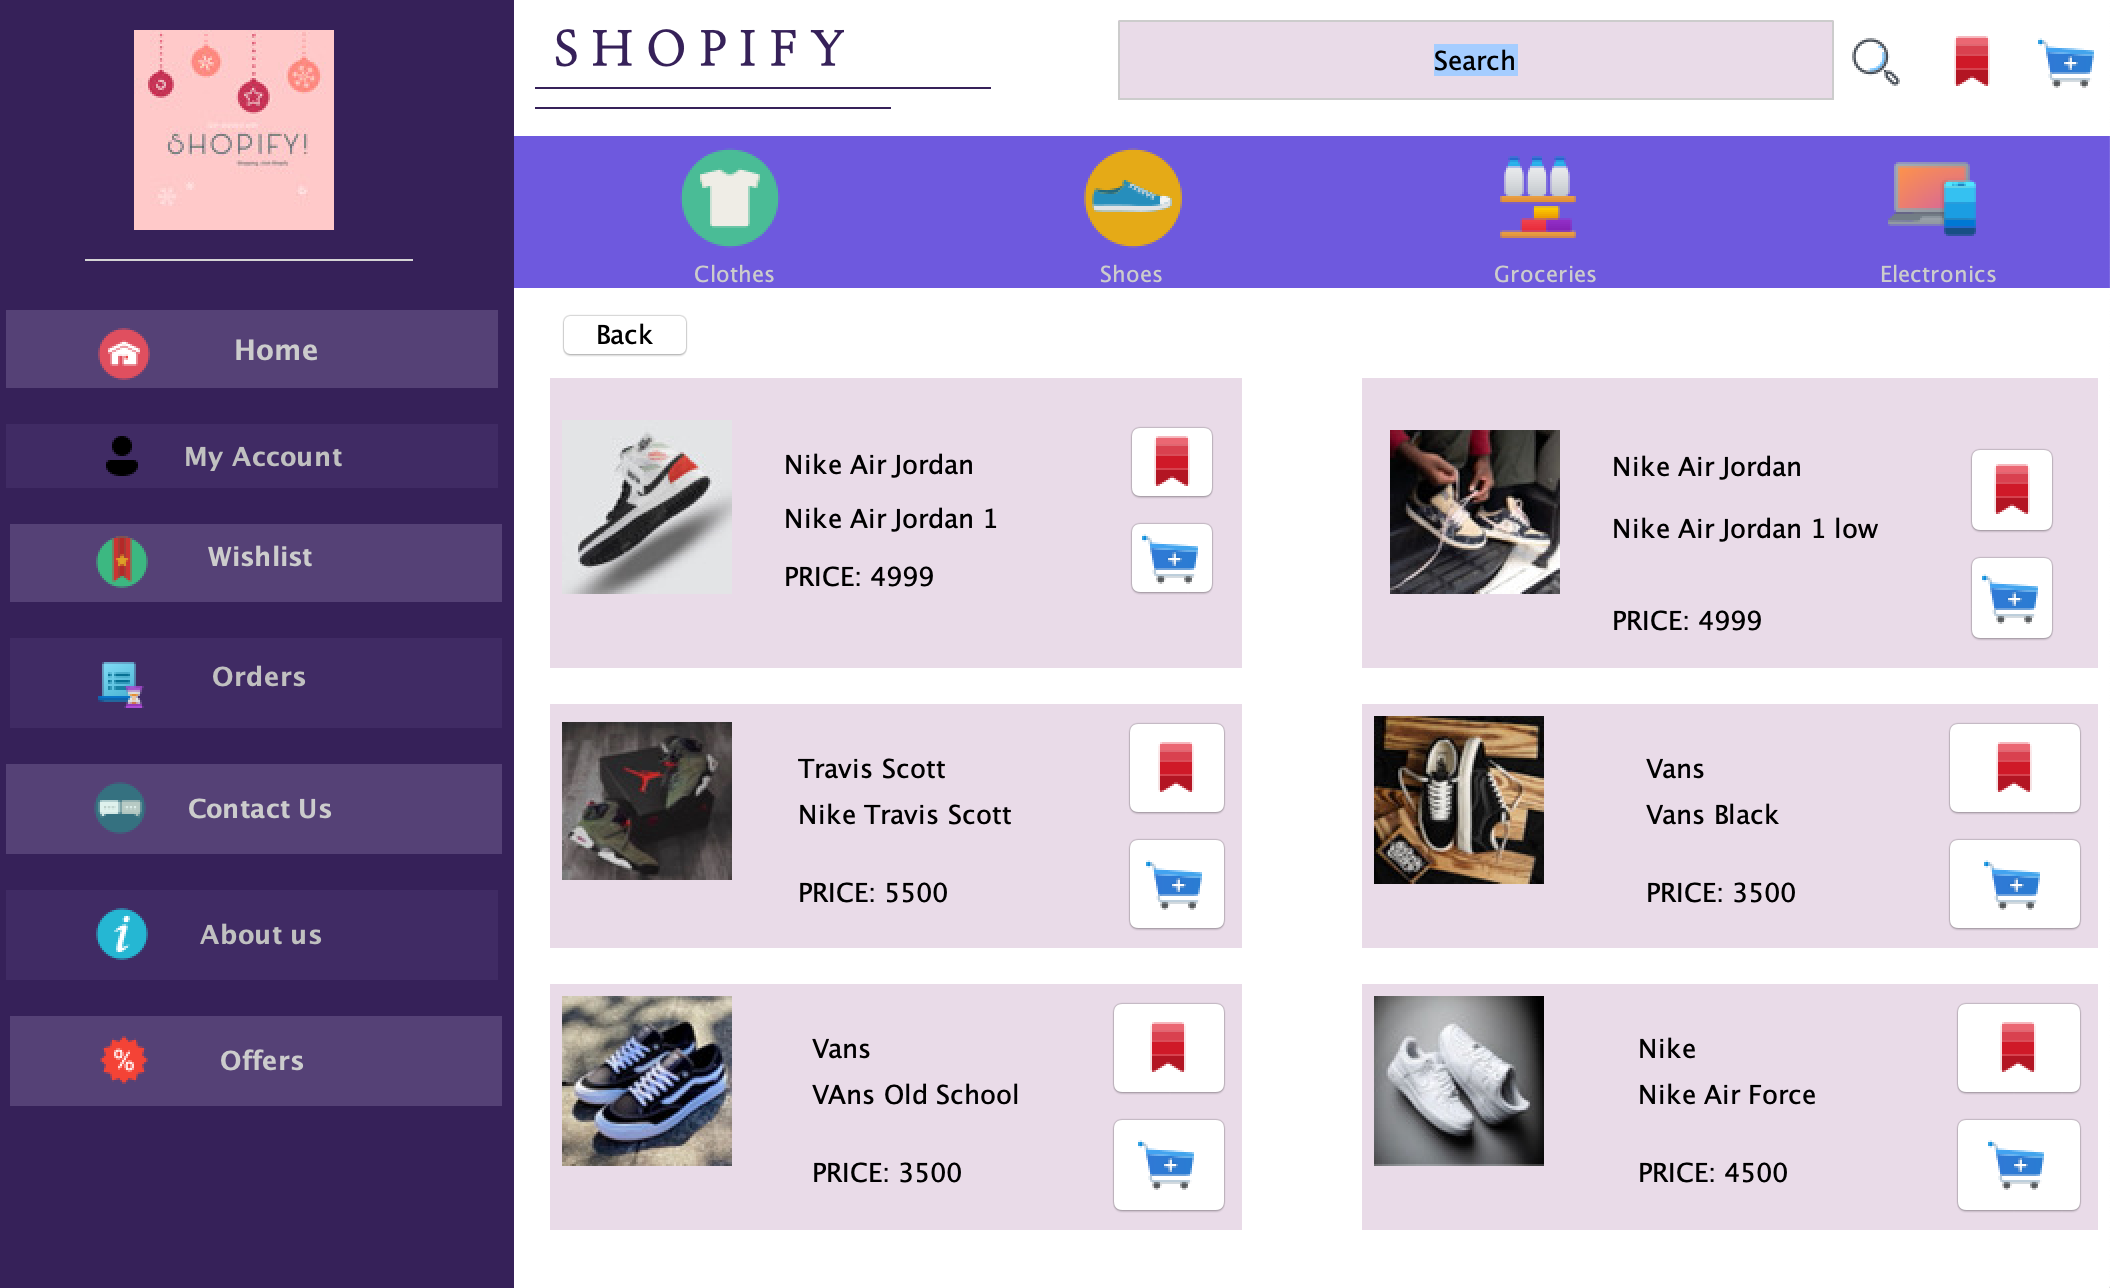 SHOPIFY!
Home
My Account
Wishlist
Orders
Contact Us
About us
Offers
SHOPIFY
Search
Clothes
Shoes
Groceries
Electronics
Back
Nike Air Jordan
Nike Air Jordan 1
PRICE: 4999
Nike Air Jordan
Nike Air Jordan 1 low
PRICE: 4999
Travis Scott
Nike Travis Scott
PRICE: 5500
Vans
Vans Black
PRICE: 3500
Vans
VAns Old School
PRICE: 3500
Nike
Nike Air Force
PRICE: 4500